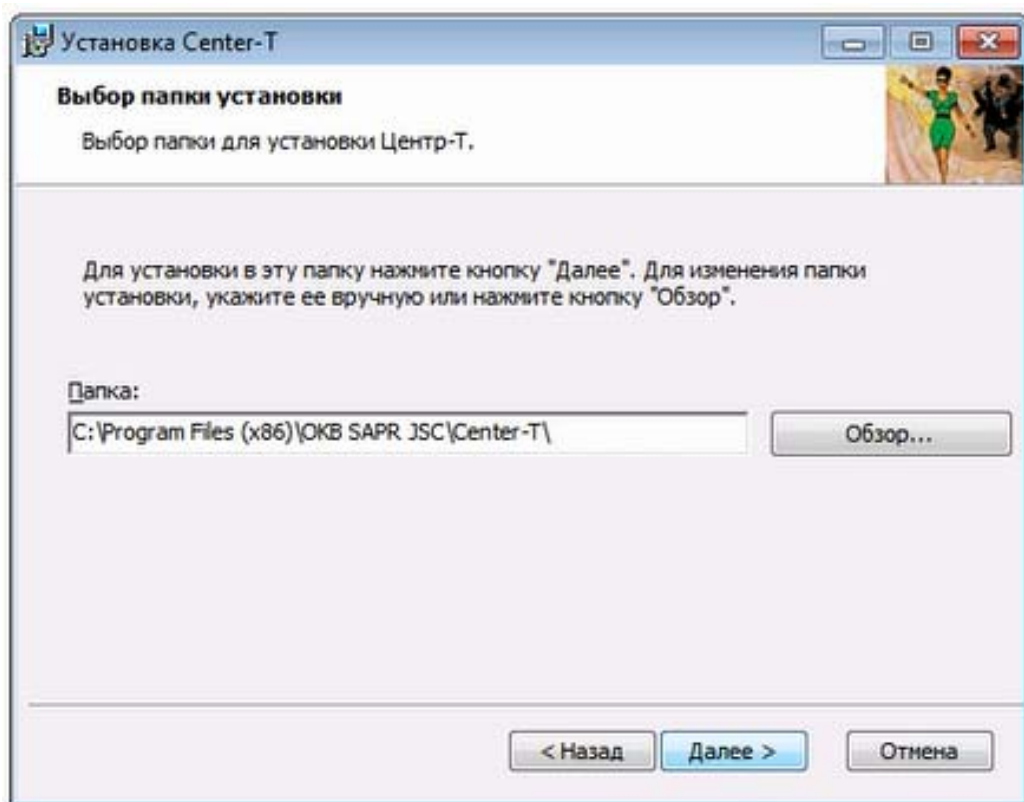 Установка Center-T
Выбор папки установки
Выбор папки для установки Центр-Т.
Для установки в эту папку нажмите кнопку "Далее". Для изменения папки
установки, укажите ее вручную или нажмите кнопку "Обзор".
Папка:
C:\Program Files (x86)\OKB SAPR JSC\Center-T\
Обзор...
< Назад
Далее >
Отмена